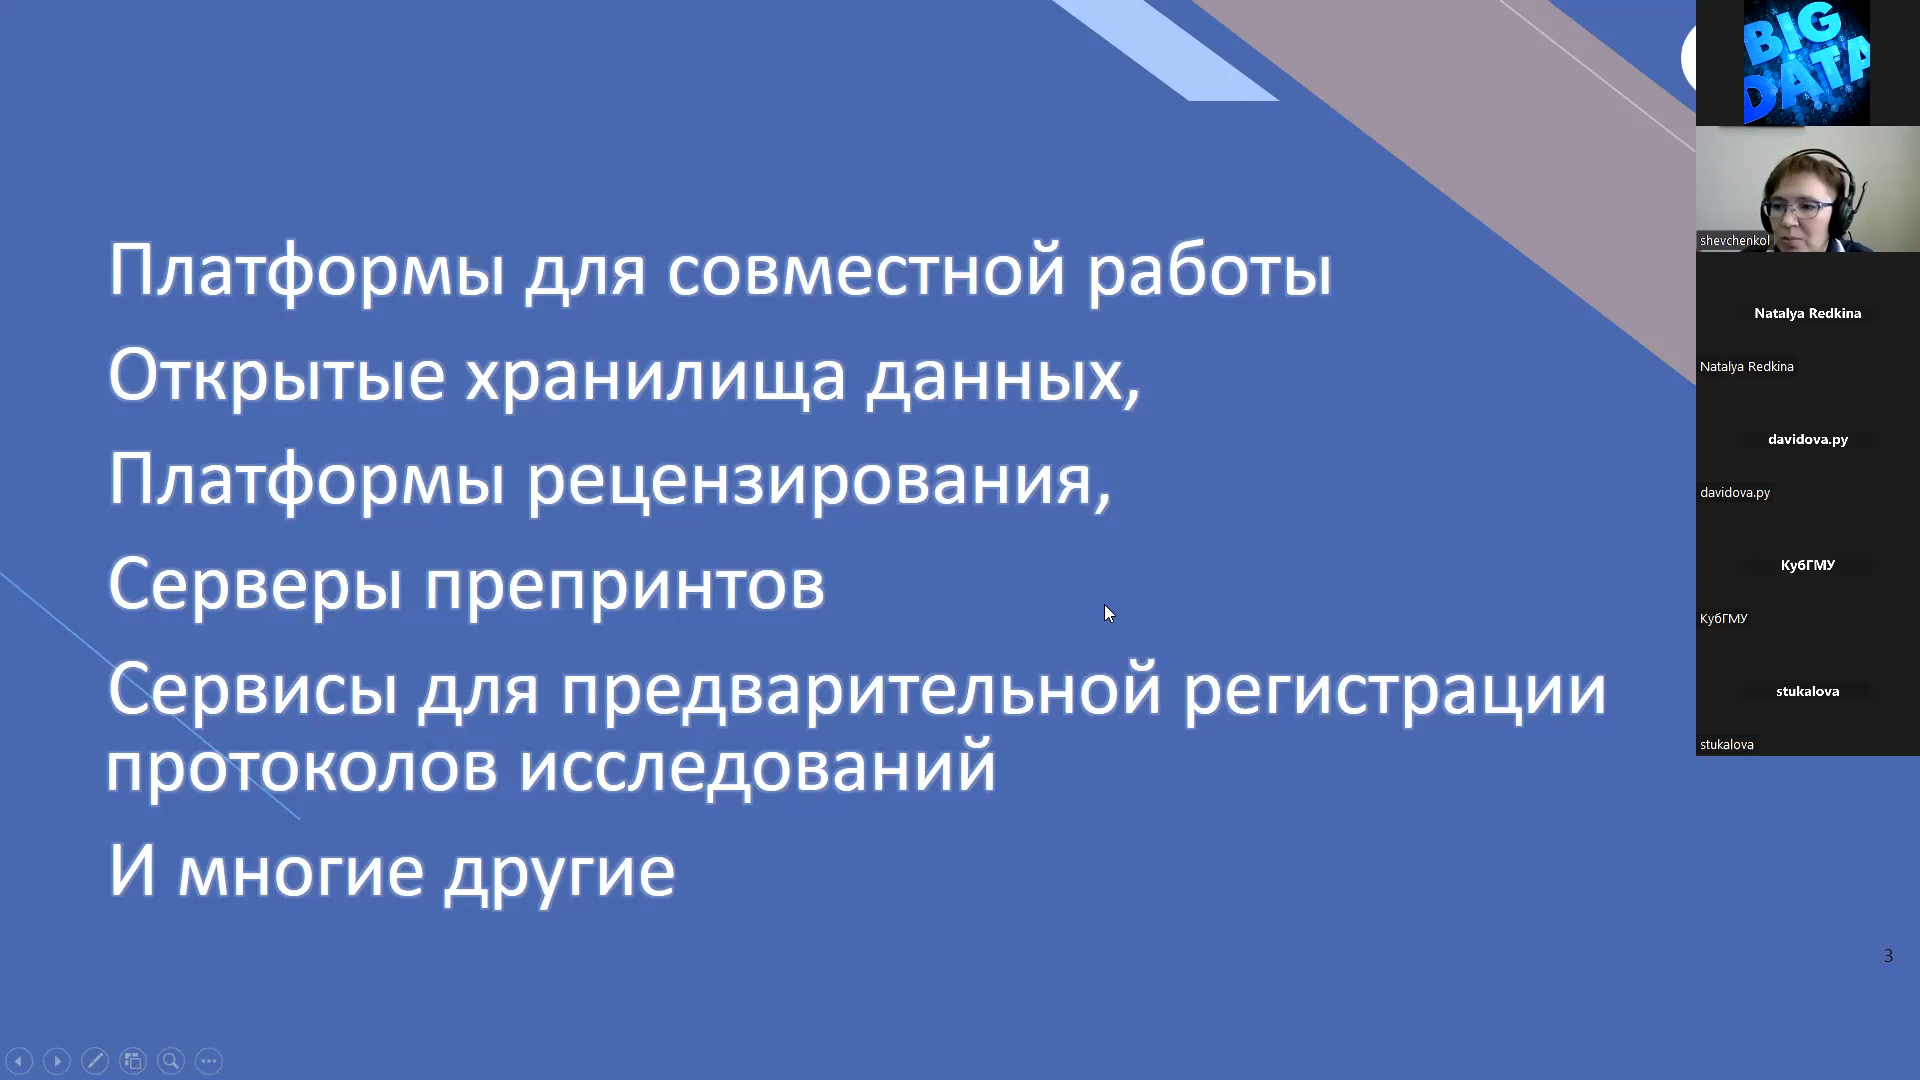 Платформы для совместной работы
Открытые хранилища данных,
Платформы рецензирования,
Серверы препринтов
Сервисы для предварительной регистрации
протоколов исследований
И многие другие
3
BIG
DATA
shevchenkol
Natalya Redkina
Natalya Redkina
davidova.py
davidova.py
КубГМУ
КубГМУ
stukalova
stukalova